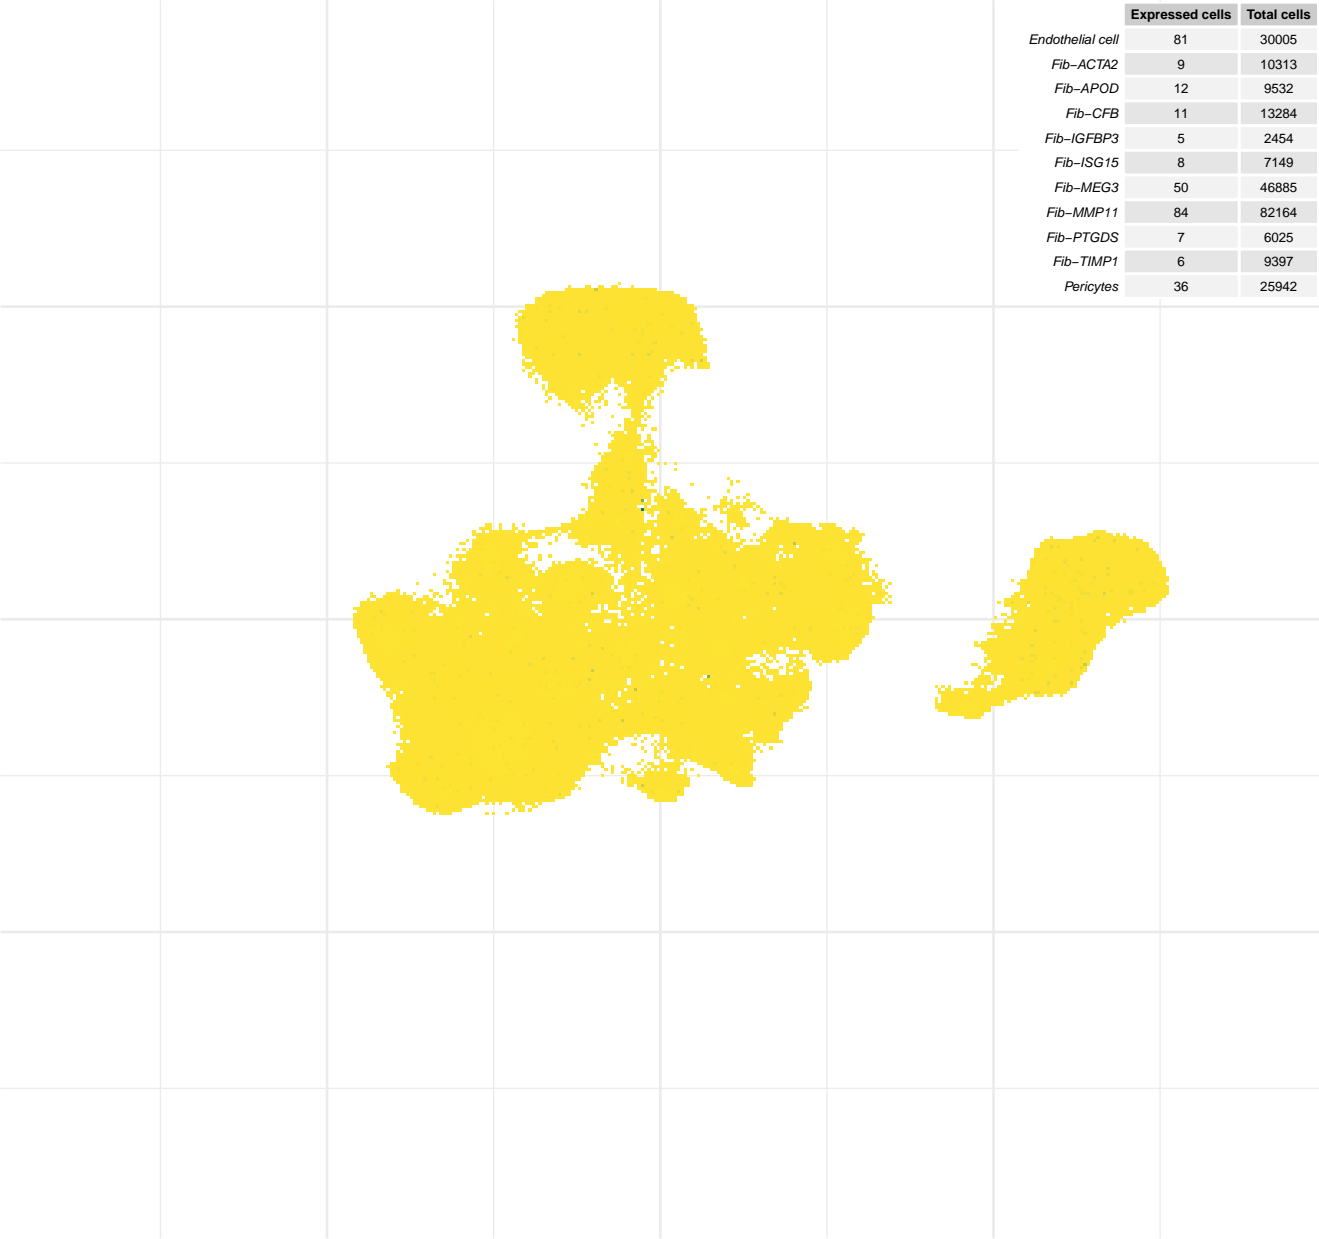 Expressed cells Total cells
Endothelial cell 81 30005
Fib−ACTA2 9 10313
Fib−APOD 12 9532
Fib−CFB 11 13284
Fib−IGFBP3 5 2454
Fib−ISG15 8 7149
Fib−MEG3 50 46885
Fib−MMP11 84 82164
Fib−PTGDS 7 6025
Fib−TIMP1 6 9397
Pericytes 36 25942